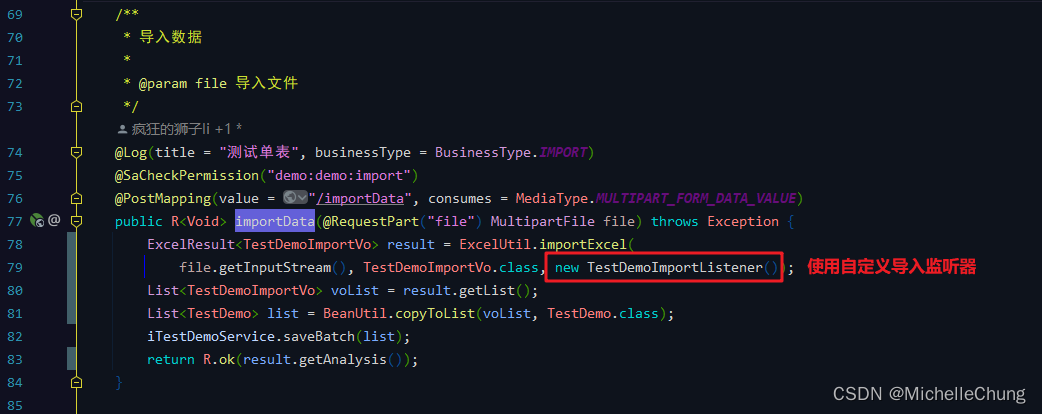 69 /**
70 * 导入数据
71 *
72 * @param file 导入文件
73 */
疯狂的狮子li +1 *
74 @Log(title = "测试单表", businessType = BusinessType.IMPORT)
75 @SaCheckPermission("demo:demo:import")
76 @PostMapping(value = "/importData", consumes = MediaType.MULTIPART_FORM_DATA_VALUE)
77 @ public R<Void> importData(@RequestPart("file") MultipartFile file) throws Exception {
78 ExcelResult<TestDemoImportVo> result = ExcelUtil.importExcel(
79 file.getInputStream(), TestDemoImportVo.class, new TestDemoImportListener()); 使用自定义导入监听器
80 List<TestDemoImportVo> voList = result.getList();
81 List<TestDemo> list = BeanUtil.copyToList(voList, TestDemo.class);
82 iTestDemoService.saveBatch(list);
83 return R.ok(result.getAnalysis());
84 }
85
CSDN @MichelleChung